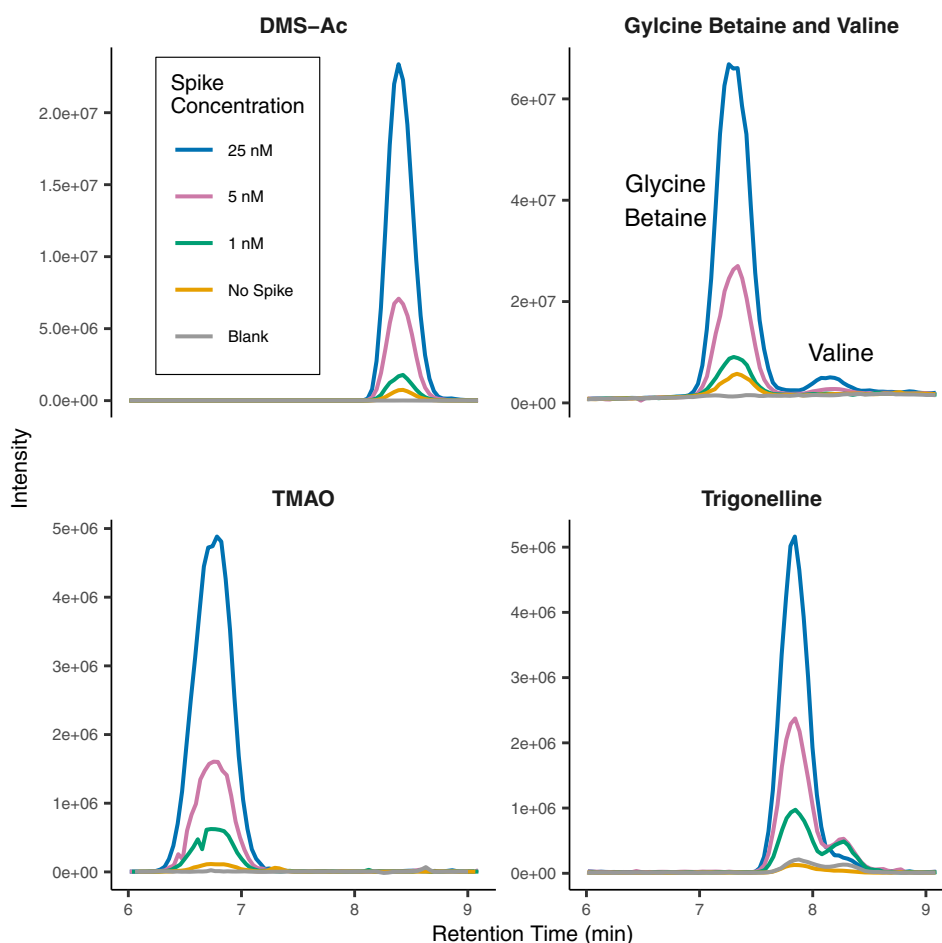 DMS–Ac
Gylcine Betaine and Valine
Spike
Concentration
25 nM
5 nM
1 nM
No Spike
Blank
2.0e+07
1.5e+07
1.0e+07
5.0e+06
0.0e+00
6e+07
4e+07
2e+07
0e+00
Glycine
Betaine
Valine
Intensity
TMAO
Trigonelline
5e+06
4e+06
3e+06
2e+06
1e+06
0e+00
5e+06
4e+06
3e+06
2e+06
1e+06
0e+00
6 7 8 9
6 7 8 9
Retention Time (min)